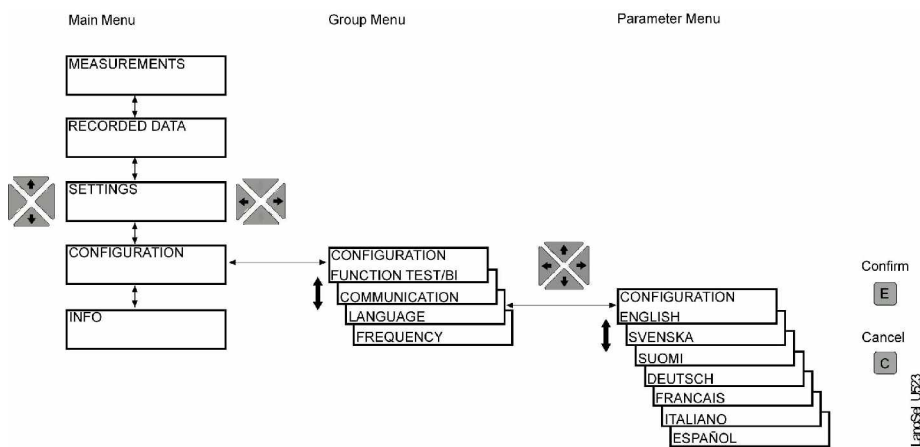 Main Menu
Group Menu
Parameter Menu
MEASUREMENTS
RECORDED DATA
SETTINGS
CONFIGURATION
INFO
CONFIGURATION
FUNCTION TEST/BI
COMMUNICATION
LANGUAGE
FREQUENCY
CONFIGURATION
ENGLISH
SVENSKA
SUOMI
DEUTSCH
FRANCAIS
ITALIANO
ESPAÑOL
Confirm
E
Cancel
C